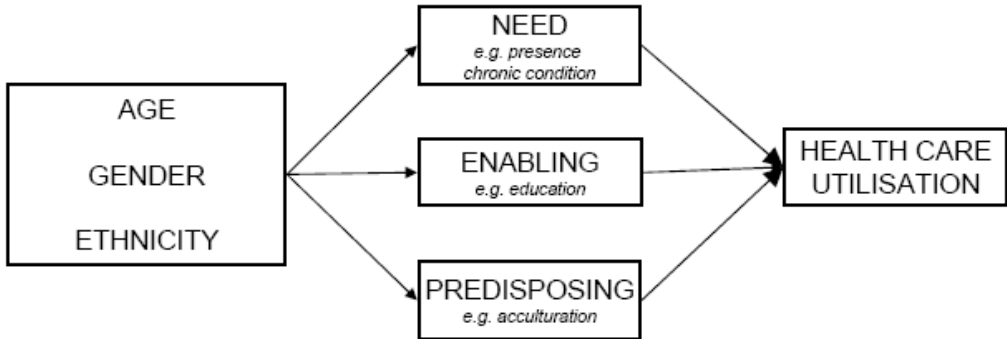 AGE
GENDER
ETHNICITY
NEED
e.g. presence
chronic condition
ENABLING
e.g. education
PREDISPOSING
e.g. acculturation
HEALTH CARE
UTILISATION